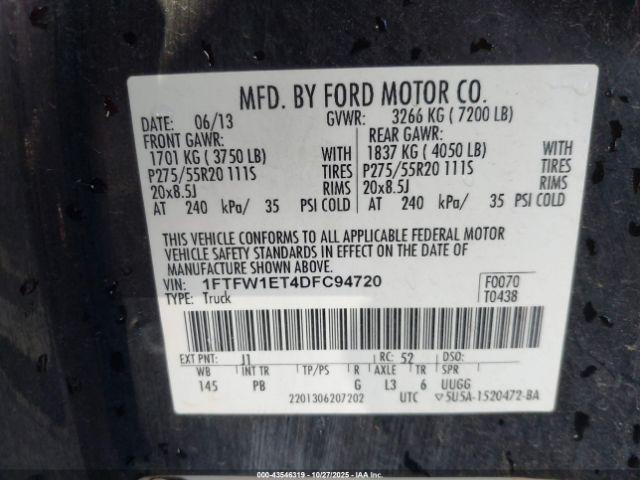 MFD. BY FORD MOTOR CO.
DATE: 06/13 GVWR: 3266 KG ( 7200 LB)
FRONT GAWR: REAR GAWR:
1701 KG ( 3750 LB) WITH 1837 KG ( 4050 LB) WITH
P275/55R20 111S TIRES P275/55R20 111S TIRES
20x8.5J RIMS 20x8.5J RIMS
AT 240 kPa/ 35 PSI COLD AT 240 kPa/ 35 PSI COLD
THIS VEHICLE CONFORMS TO ALL APPLICABLE FEDERAL MOTOR
VEHICLE SAFETY STANDARDS IN EFFECT ON THE DATE OF
MANUFACTURE SHOWN ABOVE.
VIN: 1FTFW1ET4DFC94720 F0070
TYPE: Truck T0438
EXT PNT: J1 RC: 52 DSO:
WB INT TR TP/PS R AXLE TR SPR
145 PB G L3 6 UUGG
2201306207202 UTC ▽5U5A-1520472-BA
000-43546319 - 10/27/2025 - COPART